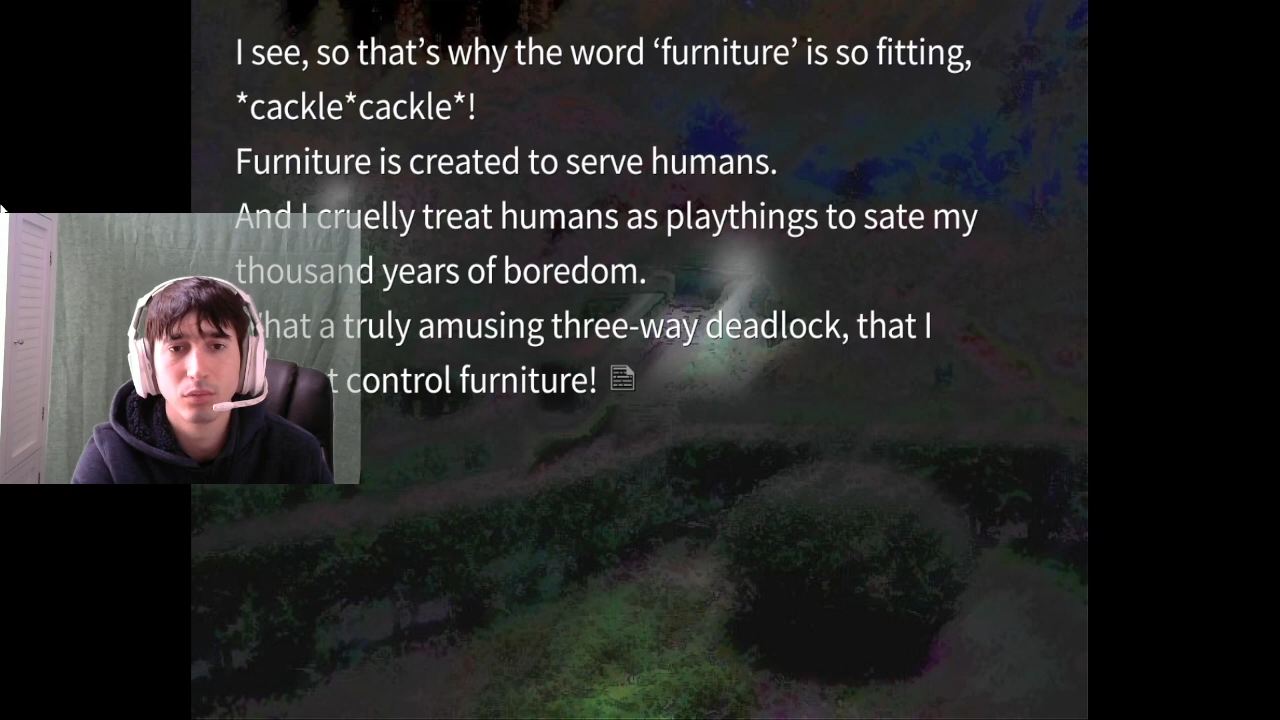 I see, so that’s why the word ‘furniture’ is so fitting,
*cackle*cackle*!
Furniture is created to serve humans.
And I cruelly treat humans as playthings to sate my
thousand years of boredom.
What a truly amusing three-way deadlock, that I
control furniture!